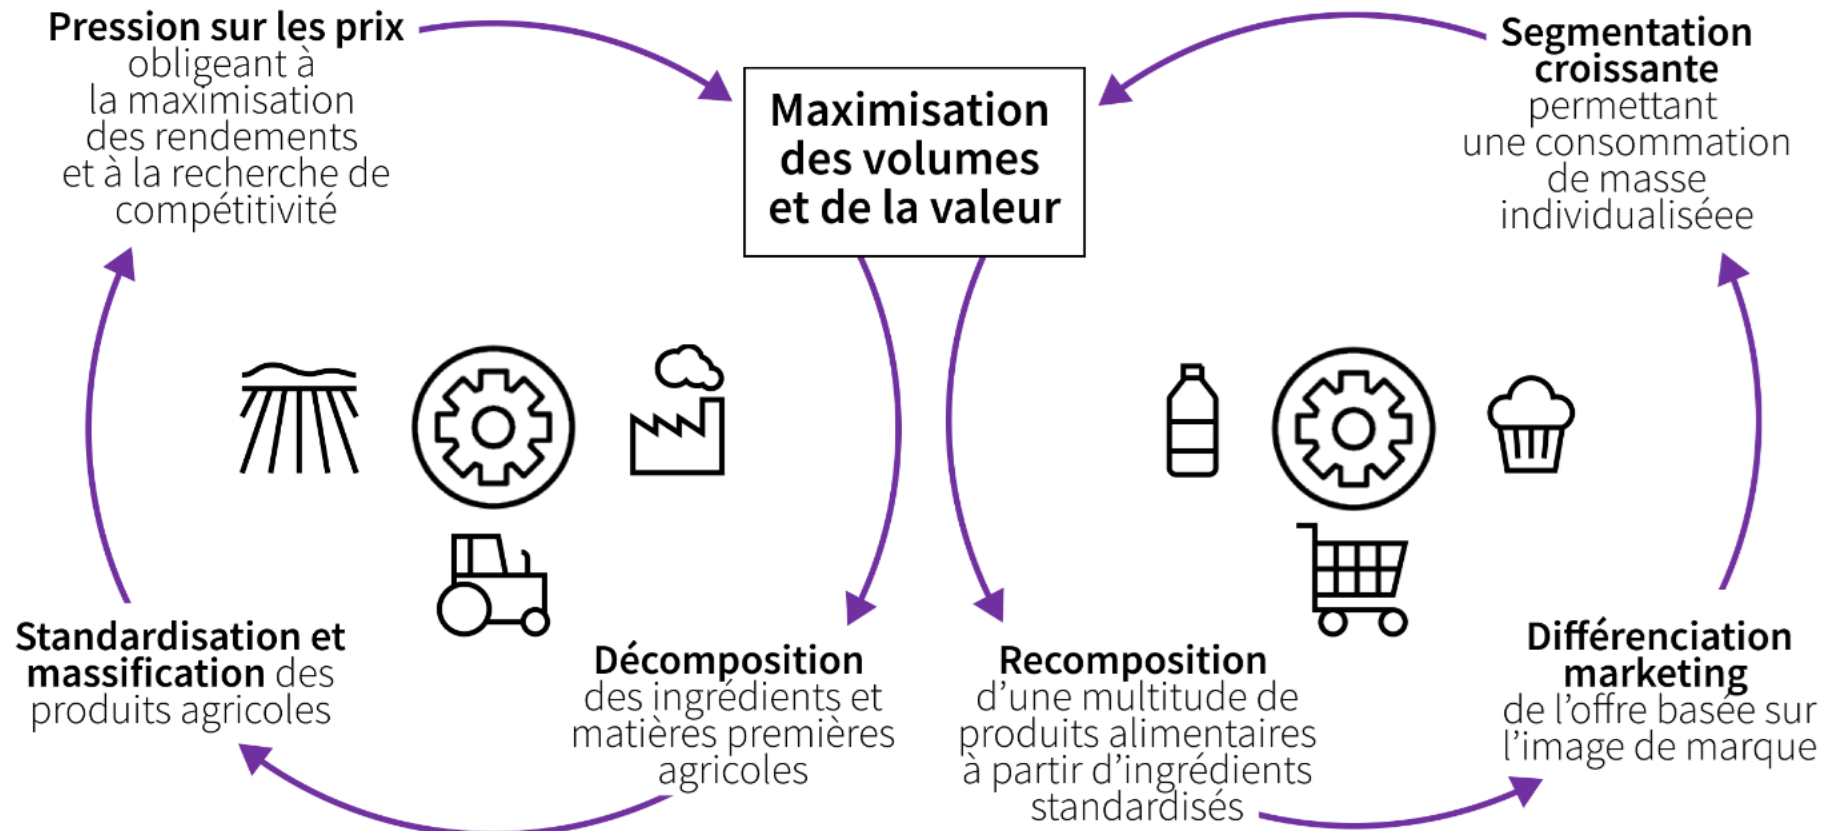 Pression sur les prix
obligeant à
la maximisation
des rendements
et à la recherche de
compétitivité
Maximisation
des volumes
et de la valeur
Segmentation
croissante
permettant
une consommation
de masse
individualiséee
Standardisation et
massification des
produits agricoles
Décomposition
des ingrédients et
matières premières
agricoles
Recomposition
d’une multitude de
produits alimentaires
à partir d’ingrédients
standardisés
Différenciation
marketing
de l’offre basée sur
l’image de marque